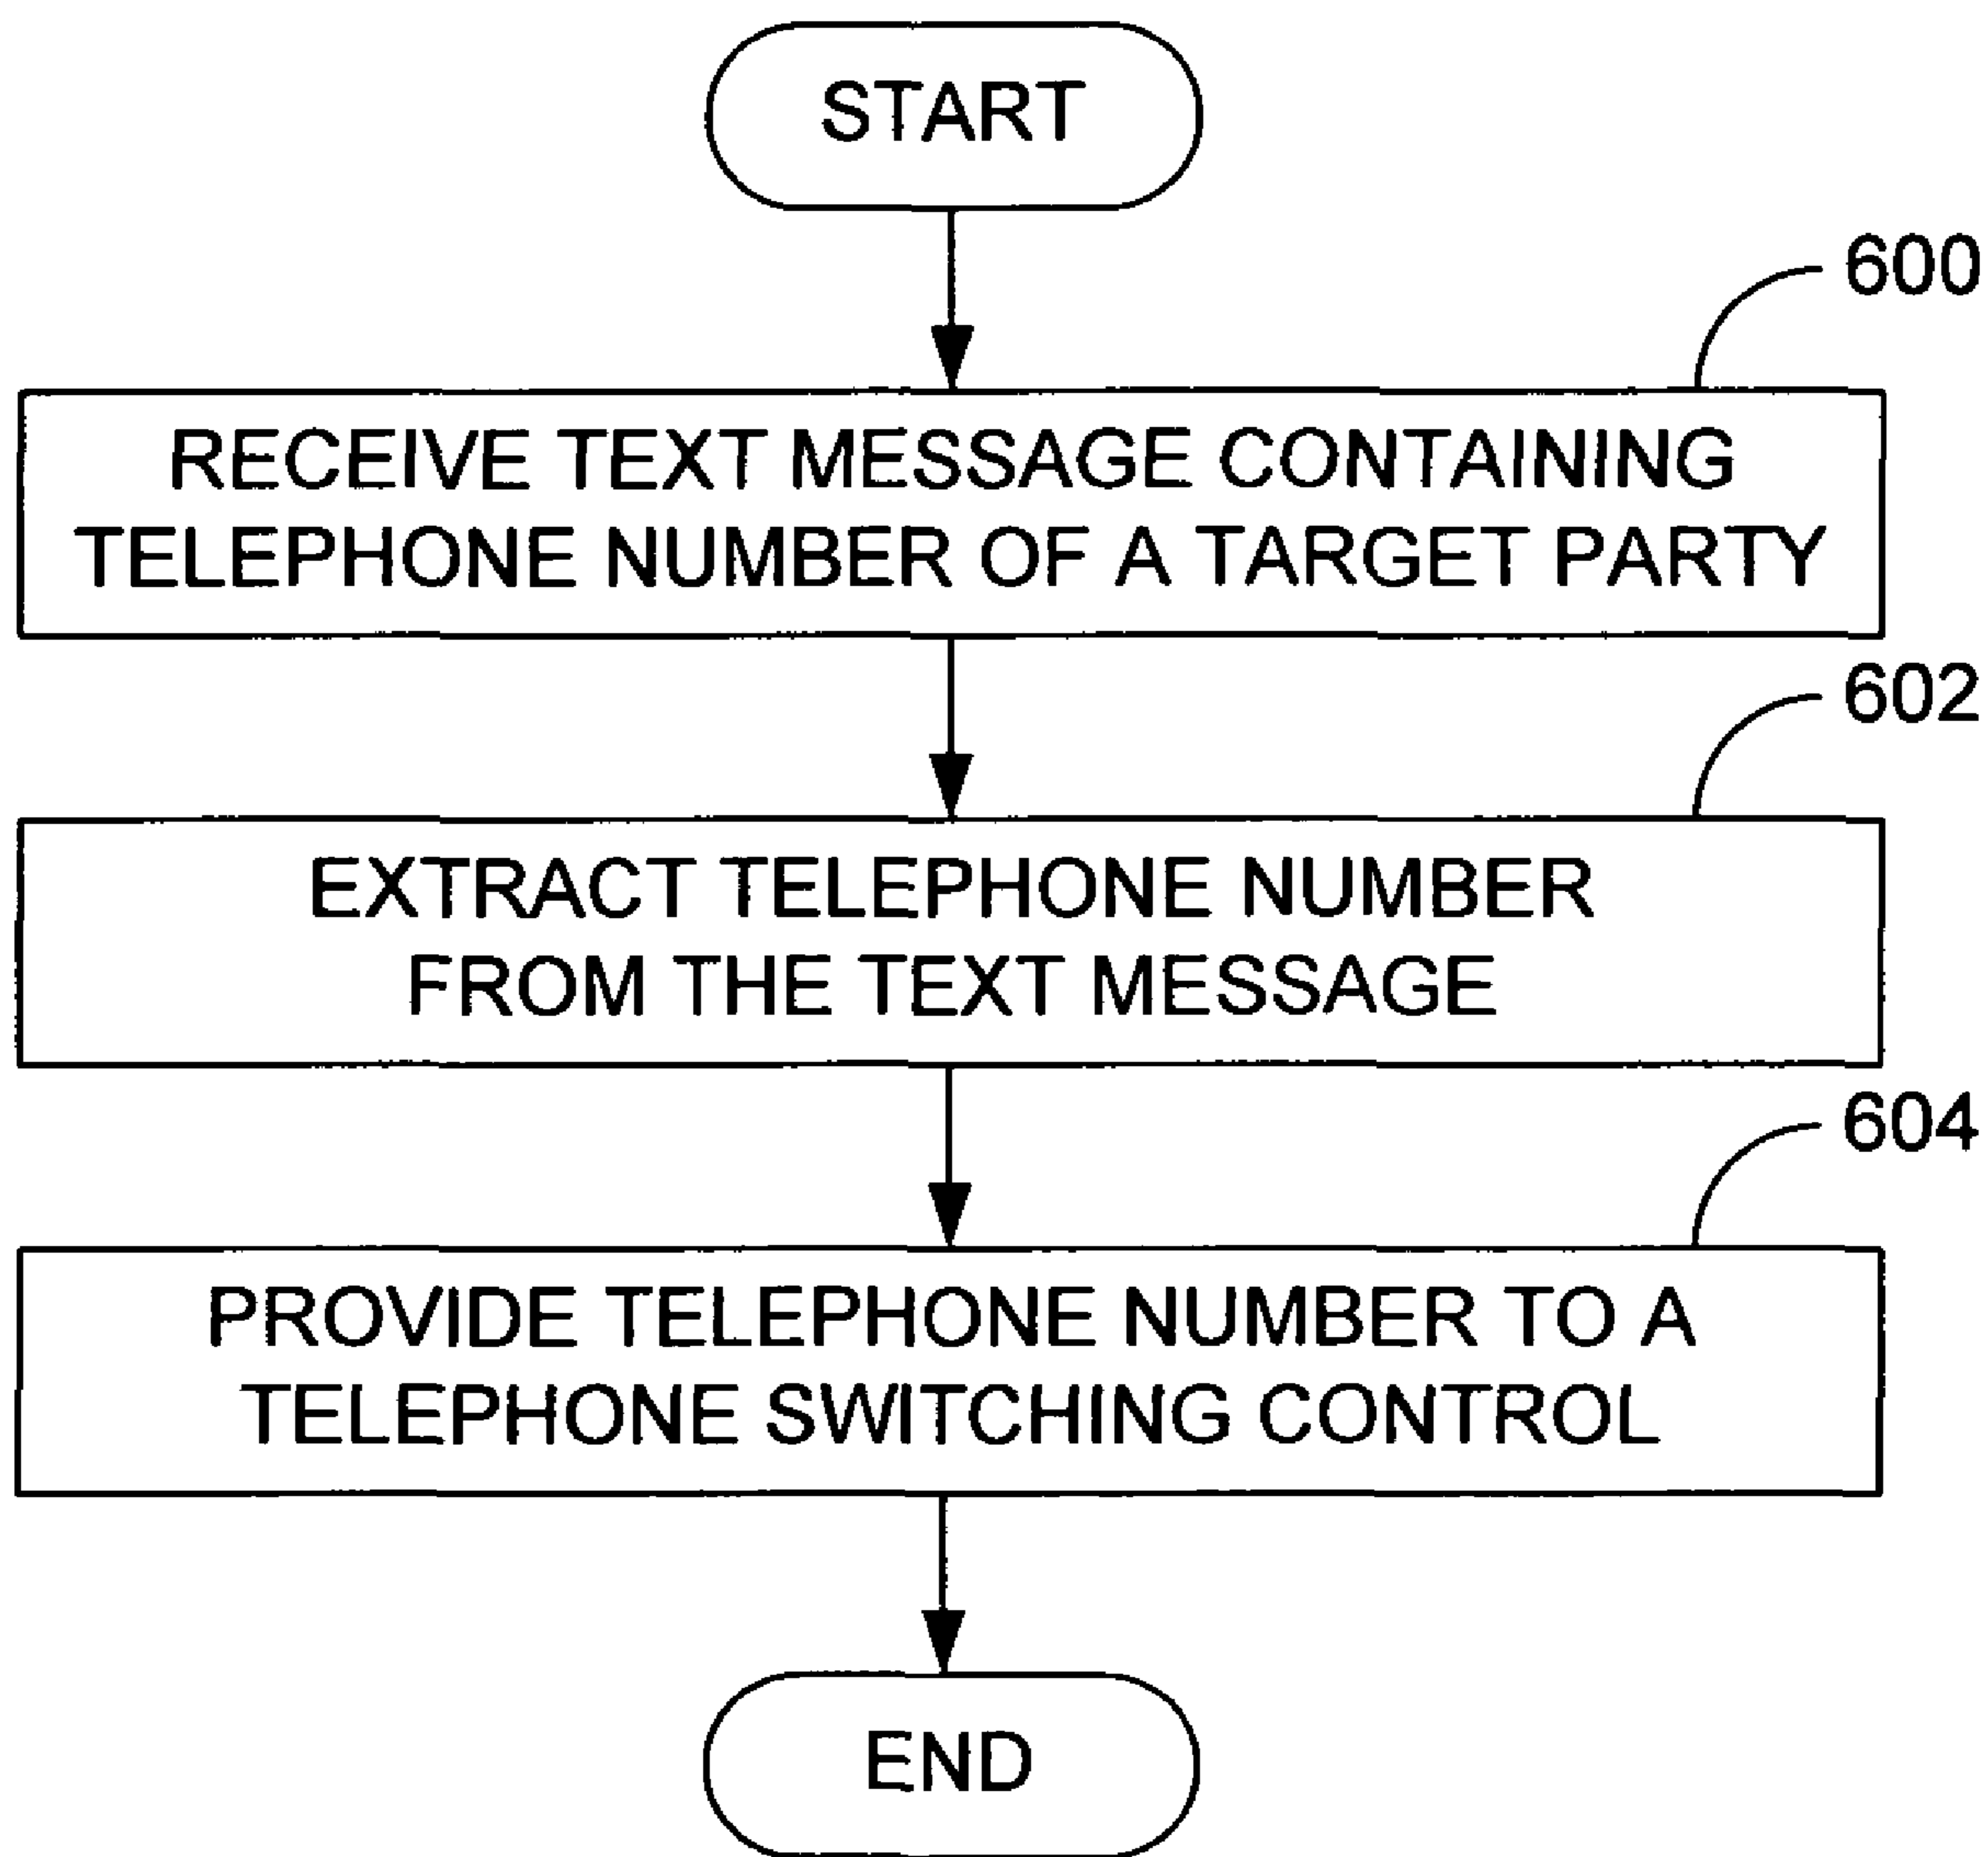 START
600
RECEIVE TEXT MESSAGE CONTAINING
TELEPHONE NUMBER OF A TARGET PARTY
602
EXTRACT TELEPHONE NUMBER
FROM THE TEXT MESSAGE
604
PROVIDE TELEPHONE NUMBER TO A
TELEPHONE SWITCHING CONTROL
END